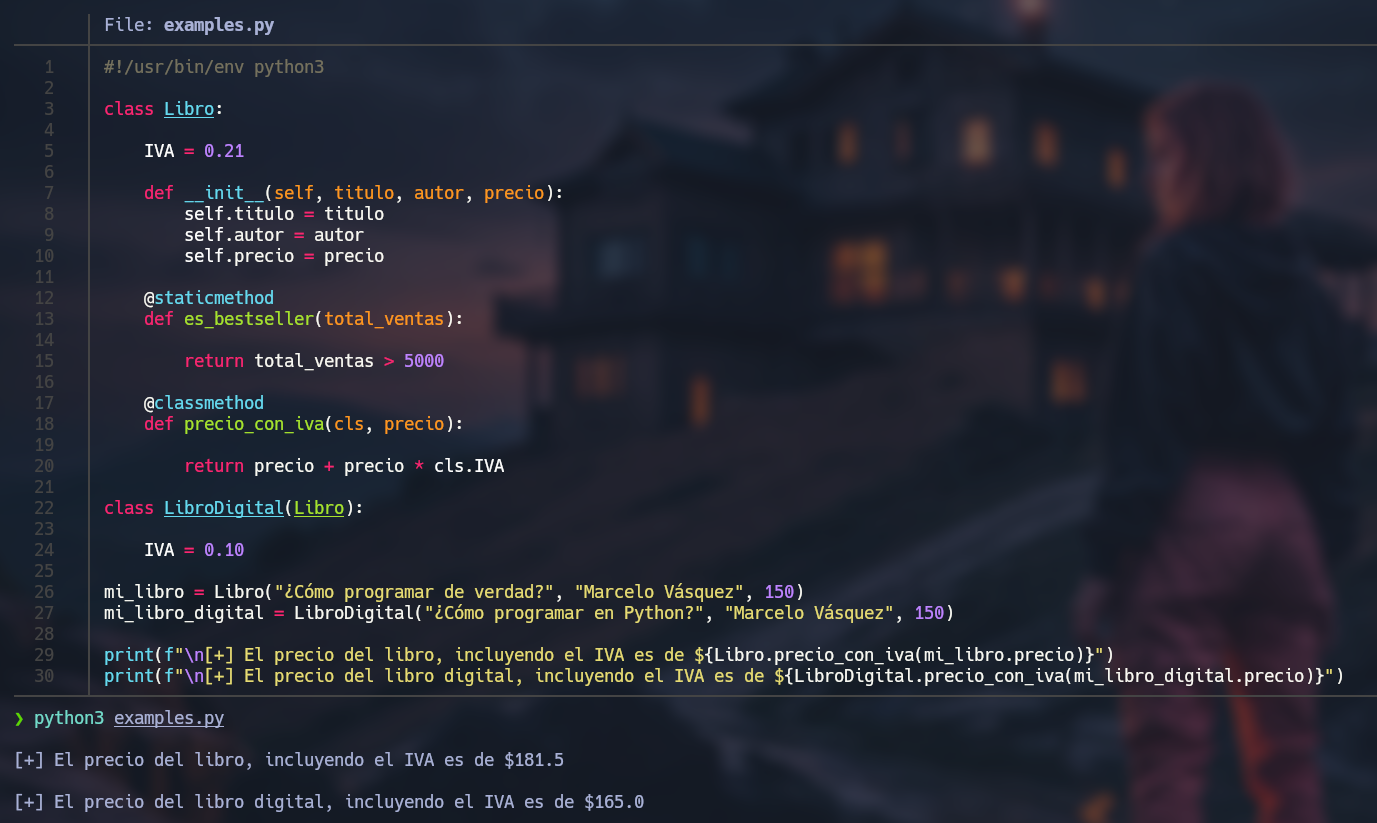 File: examples.py
1 #!/usr/bin/env python3
2
3 class Libro:
4
5     IVA = 0.21
6
7     def __init__(self, titulo, autor, precio):
8         self.titulo = titulo
9         self.autor = autor
10         self.precio = precio
11
12     @staticmethod
13     def es_bestseller(total_ventas):
14
15         return total_ventas > 5000
16
17     @classmethod
18     def precio_con_iva(cls, precio):
19
20         return precio + precio * cls.IVA
21
22 class LibroDigital(Libro):
23
24     IVA = 0.10
25
26 mi_libro = Libro("¿Cómo programar de verdad?", "Marcelo Vásquez", 150)
27 mi_libro_digital = LibroDigital("¿Cómo programar en Python?", "Marcelo Vásquez", 150)
28
29 print(f"\n[+] El precio del libro, incluyendo el IVA es de ${Libro.precio_con_iva(mi_libro.precio)}")
30 print(f"\n[+] El precio del libro digital, incluyendo el IVA es de ${LibroDigital.precio_con_iva(mi_libro_digital.precio)}")
❯ python3 examples.py
[+] El precio del libro, incluyendo el IVA es de $181.5
[+] El precio del libro digital, incluyendo el IVA es de $165.0